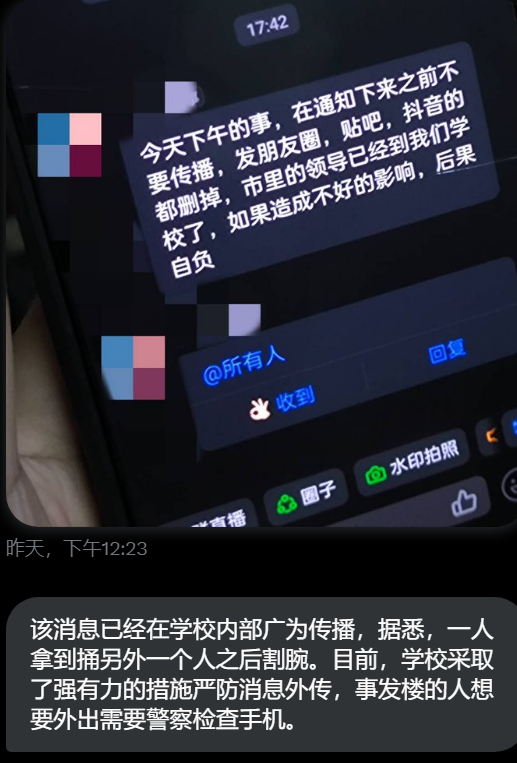 17:42
今天下午的事，在通知下来之前不
要传播，发朋友圈，贴吧，抖音的
都删掉，市里的领导已经到我们学
校了，如果造成不好的影响，后果
自负
@所有人
收到
回复
直播
圈子
水印拍照
昨天，下午12:23
该消息已经在学校内部广为传播，据悉，一人
拿到捅另外一个人之后割腕。目前，学校采取
了强有力的措施严防消息外传，事发楼的人想
要外出需要警察检查手机。